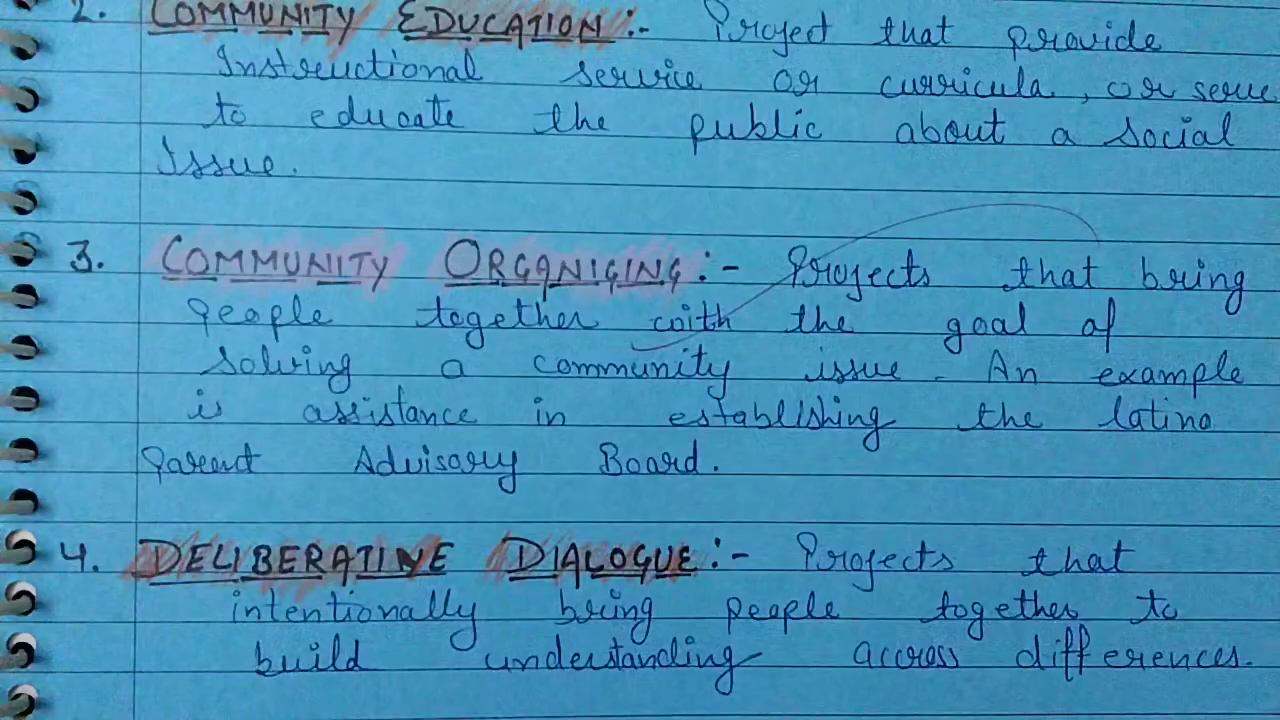 2. COMMUNITY EDUCATION :- Project that provide
Instructional service or curricula, or serve
to educate the public about a social
Issue.
3. COMMUNITY ORGANIGING :- Projects that bring
people together with the goal of
solving a community issue. An example
is assistance in establishing the latino
Parent Advisory Board.
4. DELIBERATIVE DIALOGUE :- Projects that
intentionally bring people together to
build understanding accross differences.